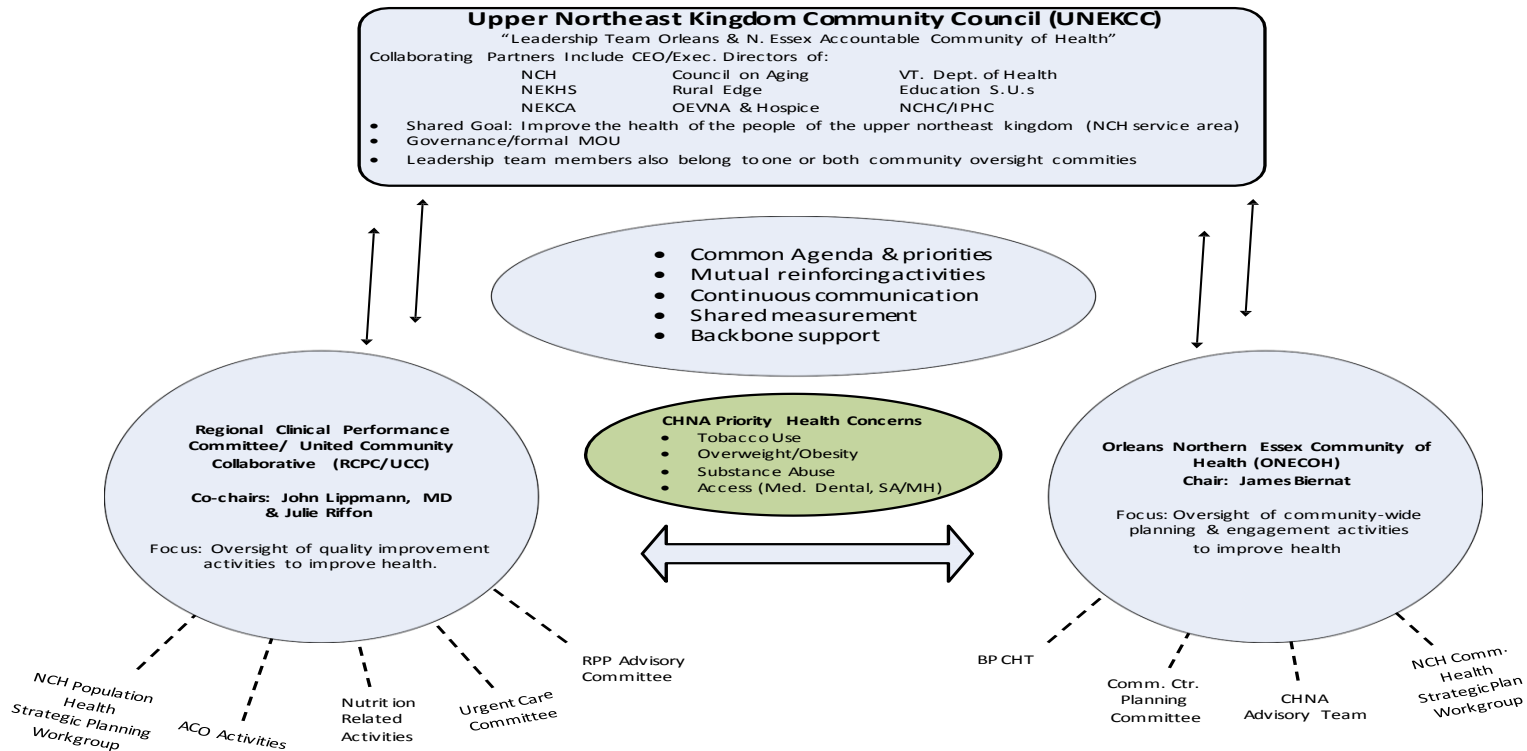 Upper Northeast Kingdom Community Council (UNEKCC)
“Leadership Team Orleans & N. Essex Accountable Community of Health”
Collaborating Partners Include CEO/Exec. Directors of:
NCH Council on Aging VT. Dept. of Health
NEKHS Rural Edge Education S.U.s
NEKCA OEVNA & Hospice NCHC/IPHC
• Shared Goal: Improve the health of the people of the upper northeast kingdom (NCH service area)
• Governance/formal MOU
• Leadership team members also belong to one or both community oversight commities
• Common Agenda & priorities
• Mutual reinforcing activities
• Continuous communication
• Shared measurement
• Backbone support
CHNA Priority Health Concerns
• Tobacco Use
• Overweight/Obesity
• Substance Abuse
• Access (Med. Dental, SA/MH)
Regional Clinical Performance
Committee/ United Community
Collaborative (RCPC/UCC)
Co-chairs: John Lippmann, MD
& Julie Riffon
Focus: Oversight of quality improvement
activities to improve health.
Orleans Northern Essex Community of
Health (ONECOH)
Chair: James Biernat
Focus: Oversight of community-wide
planning & engagement activities
to improve health
NCH Population
Health
Strategic Planning
Workgroup
ACO Activities
Nutrition
Related
Activities
Urgent Care
Committee
RPP Advisory
Committee
BP CHT
Comm. Ctr.
Planning
Committee
CHNA
Advisory Team
NCH Comm.
Health
Strategic Plan
Workgroup